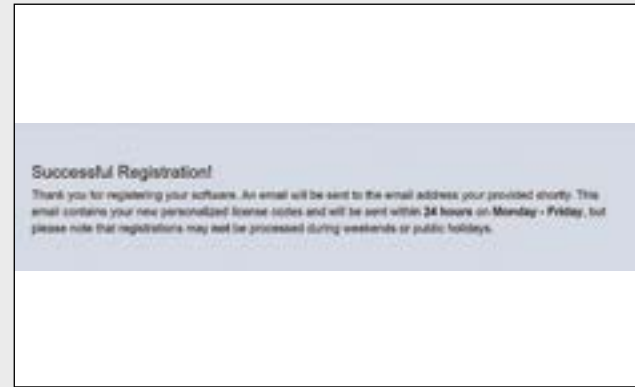 Successful Registration!
Thank you for registering your software. An email will be sent to the email address your provided shortly. This
email contains your new personalized license codes and will be sent within 24 hours on Monday - Friday, but
please note that registrations may not be processed during weekends or public holidays.